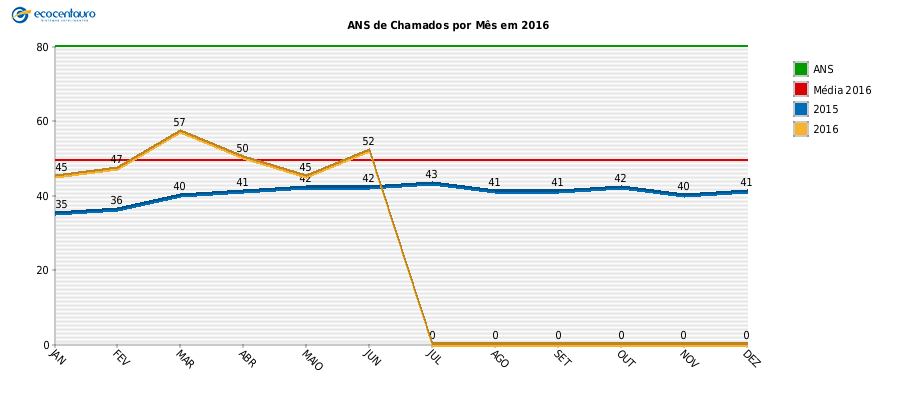 ecocentauro
ANS de Chamados por Mês em 2016
80
60
40
20
0
45 47 57 50 45 52 0 0 0 0 0 0
35 36 40 41 42 42 43 41 41 42 40 41
JAN FEV MAR ABR MAIO JUN JUL AGO SET OUT NOV DEZ
ANS
Média 2016
2015
2016